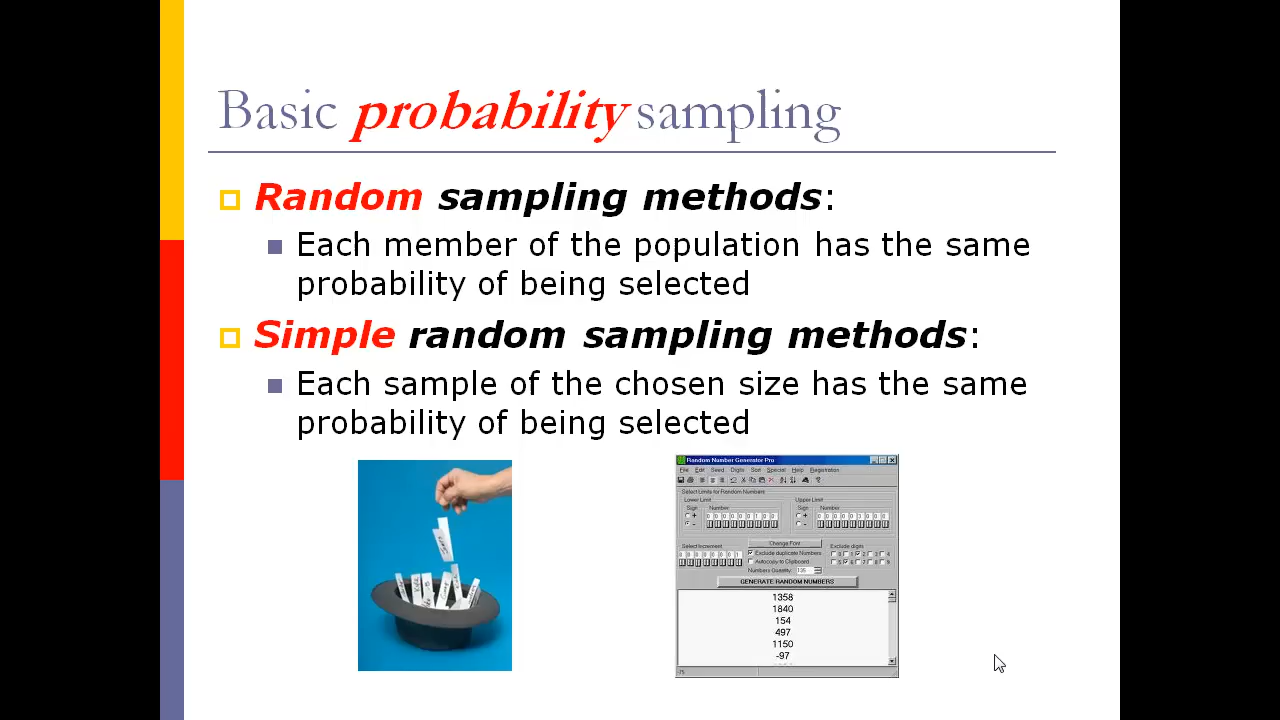 Basic probability sampling
Random sampling methods:
Each member of the population has the same
probability of being selected
Simple random sampling methods:
Each sample of the chosen size has the same
probability of being selected
Random Number Generator Pro
File Edit Seed Digits Sort Special Help Registration
Select Limits for Random Numbers
Lower Limit Upper Limit
Sign Number Sign Number
Change Font
Select Increment Exclude duplicate Numbers Exclude digits
Autocopy to Clipboard
Numbers Quantity: 135
GENERATE RANDOM NUMBERS
1358
1840
154
497
1150
-97